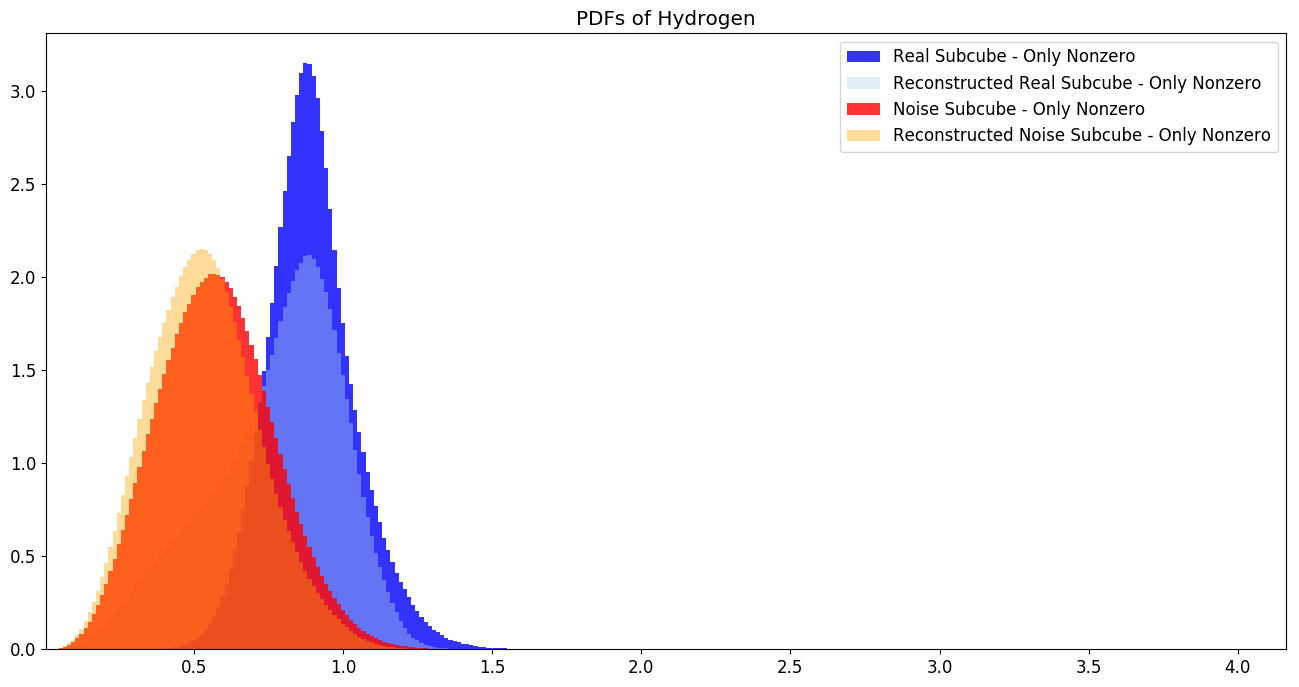 PDFs of Hydrogen
Real Subcube - Only Nonzero
Reconstructed Real Subcube - Only Nonzero
Noise Subcube - Only Nonzero
Reconstructed Noise Subcube - Only Nonzero
3.0
2.5
2.0
1.5
1.0
0.5
0.0
0.5 1.0 1.5 2.0 2.5 3.0 3.5 4.0